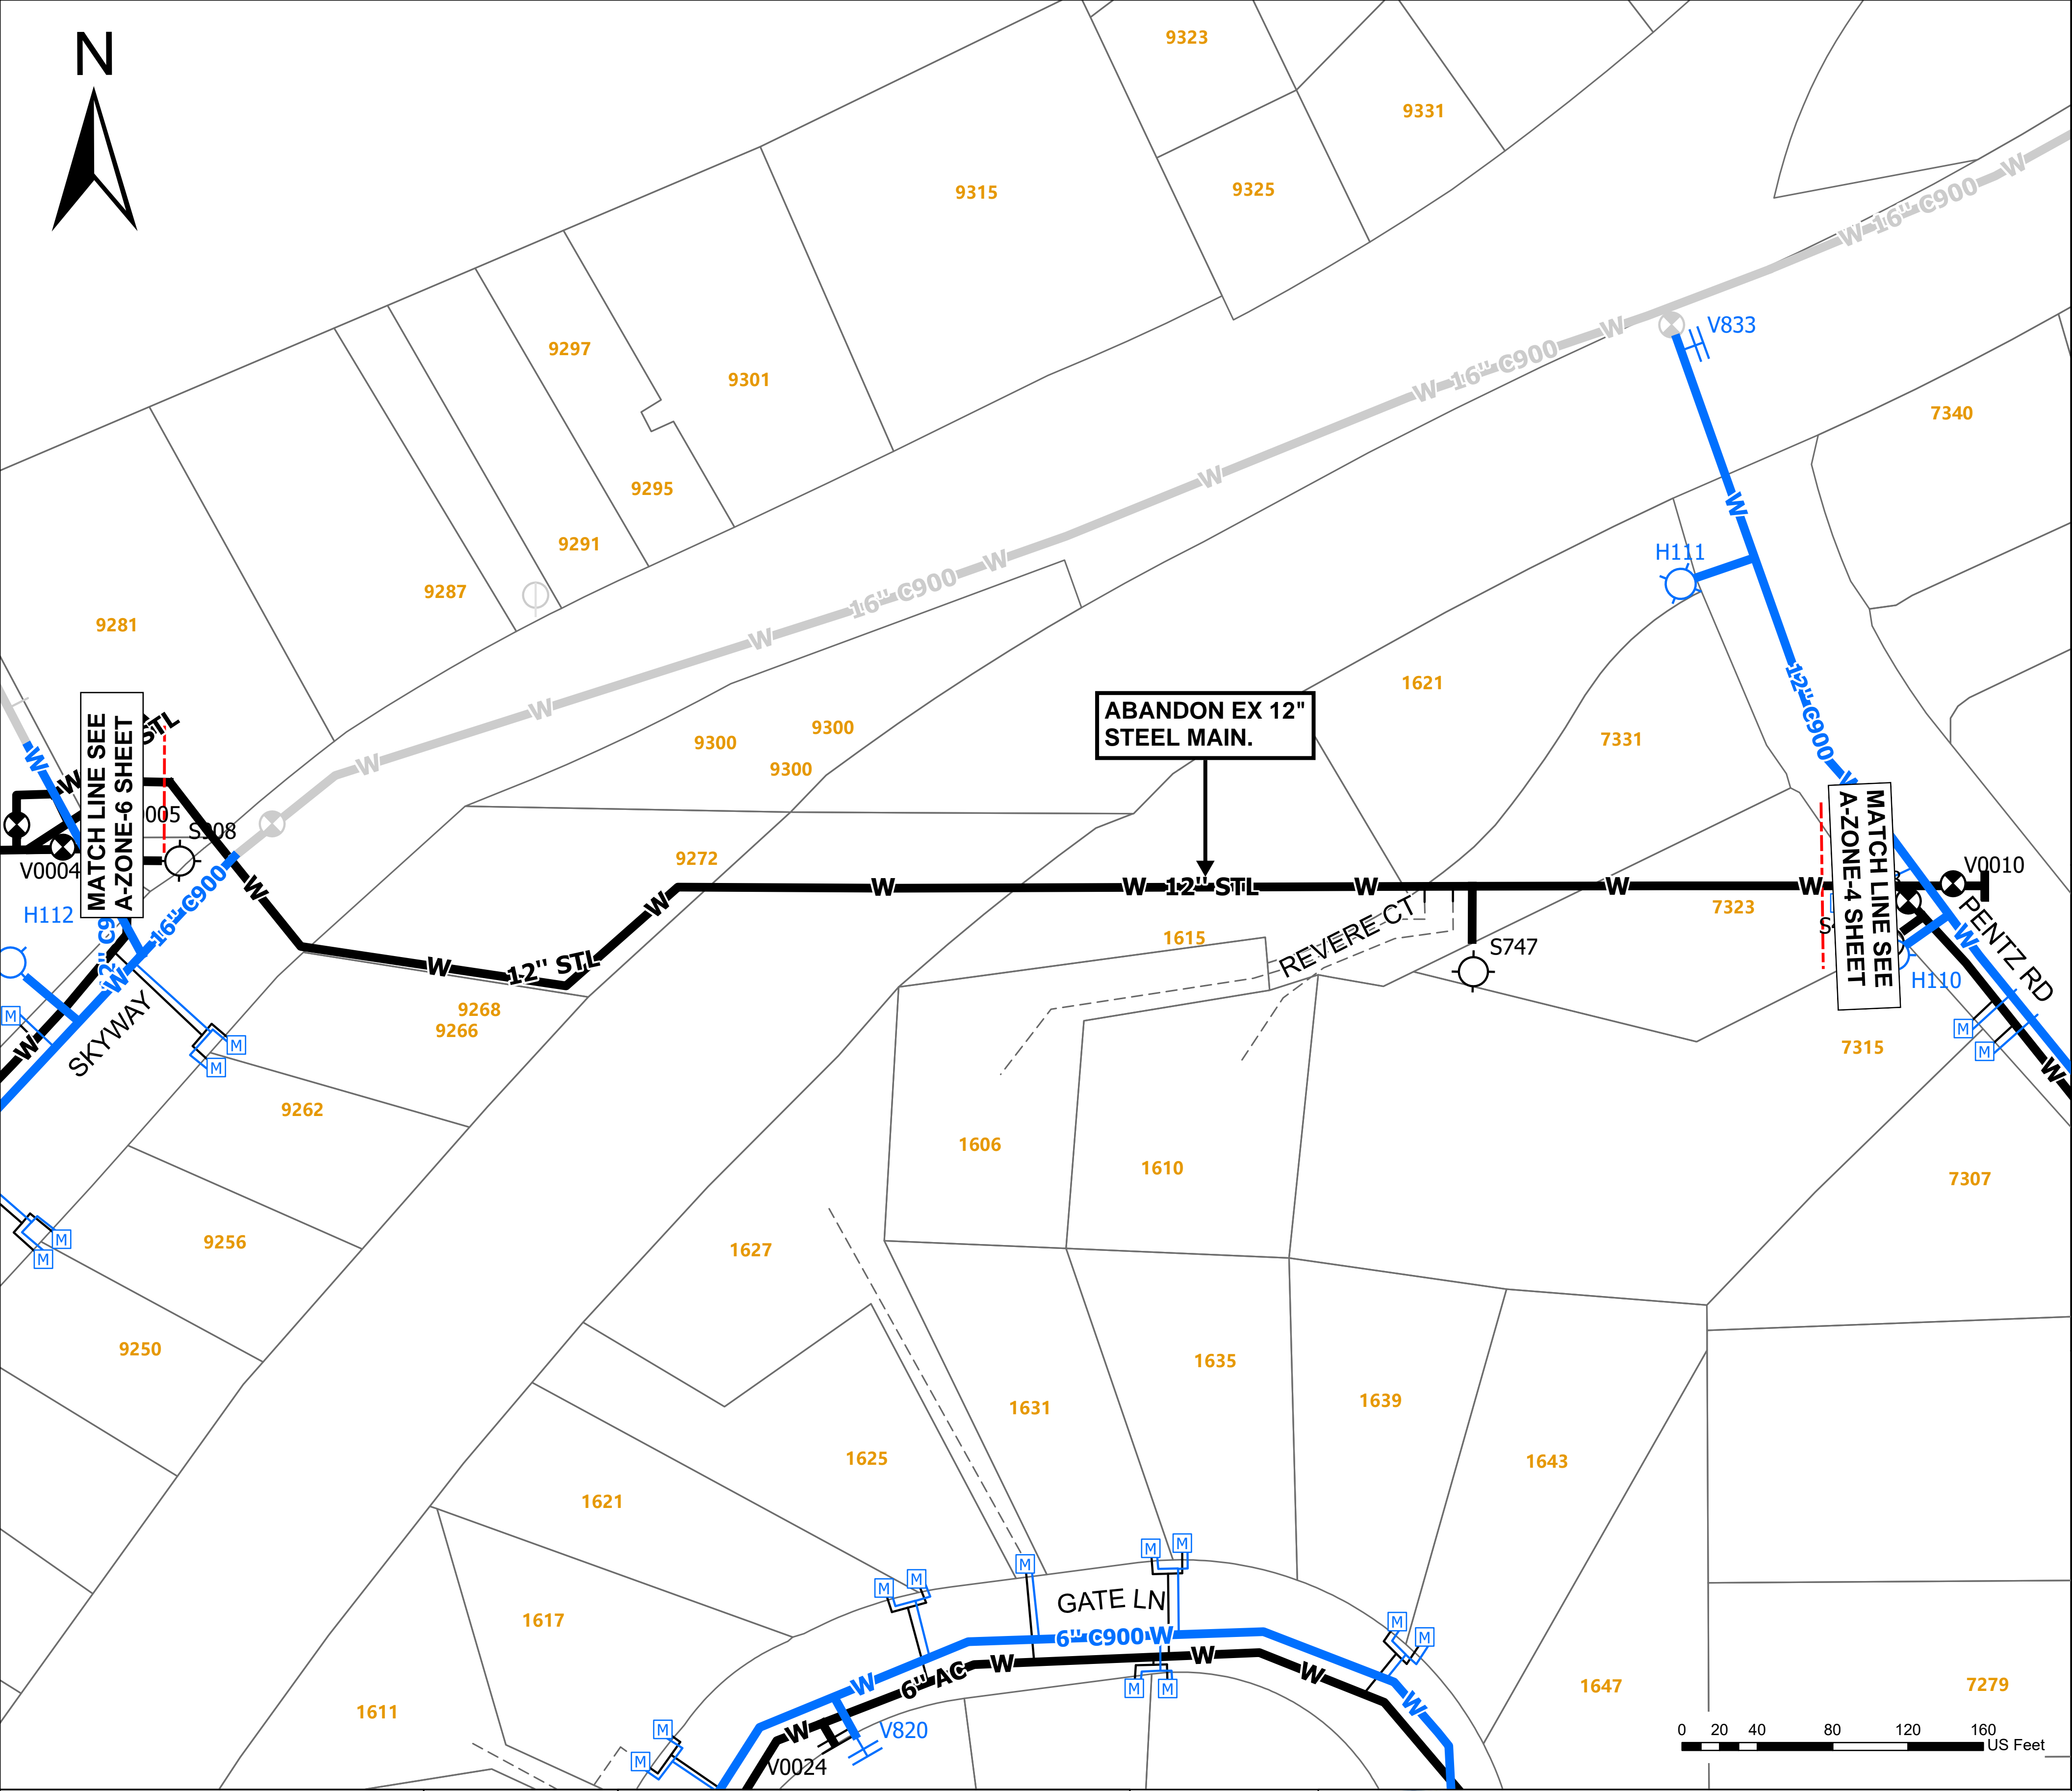 N
9323
9331
9315
9325
W 16" C900 W
W 16" C900 W
V833
9297
9301
7340
9295
9291
W
W
H111
9287
16" C900 W
9281
W
W
W
1621
12" C900
W
ABANDON EX 12"
STEEL MAIN.
9300
9300
9300
7331
STL
MATCH LINE SEE
A-ZONE-6 SHEET
W
W
S908
V0004
9272
W
W
W
12" STL
W
W
W
V0010
MATCH LINE SEE
A-ZONE-4 SHEET
7323
H112
16" C900
W
W
REVERE CT
1615
S747
PENTZ RD
W
H110
W
12" STL
W
SKYWAY
9268
9266
M
M
M
W
7315
M
M
W
9262
1606
1610
7307
9256
M
M
1627
9250
1635
1631
1639
1625
1643
1621
M
M
M
M
M
GATE LN
1617
6" C900 W
M
M
W
6" AC
W
W
W
M
M
W
1647
7279
1611
M
M
W
V820
V0024
0 20 40 80 120 160
US Feet